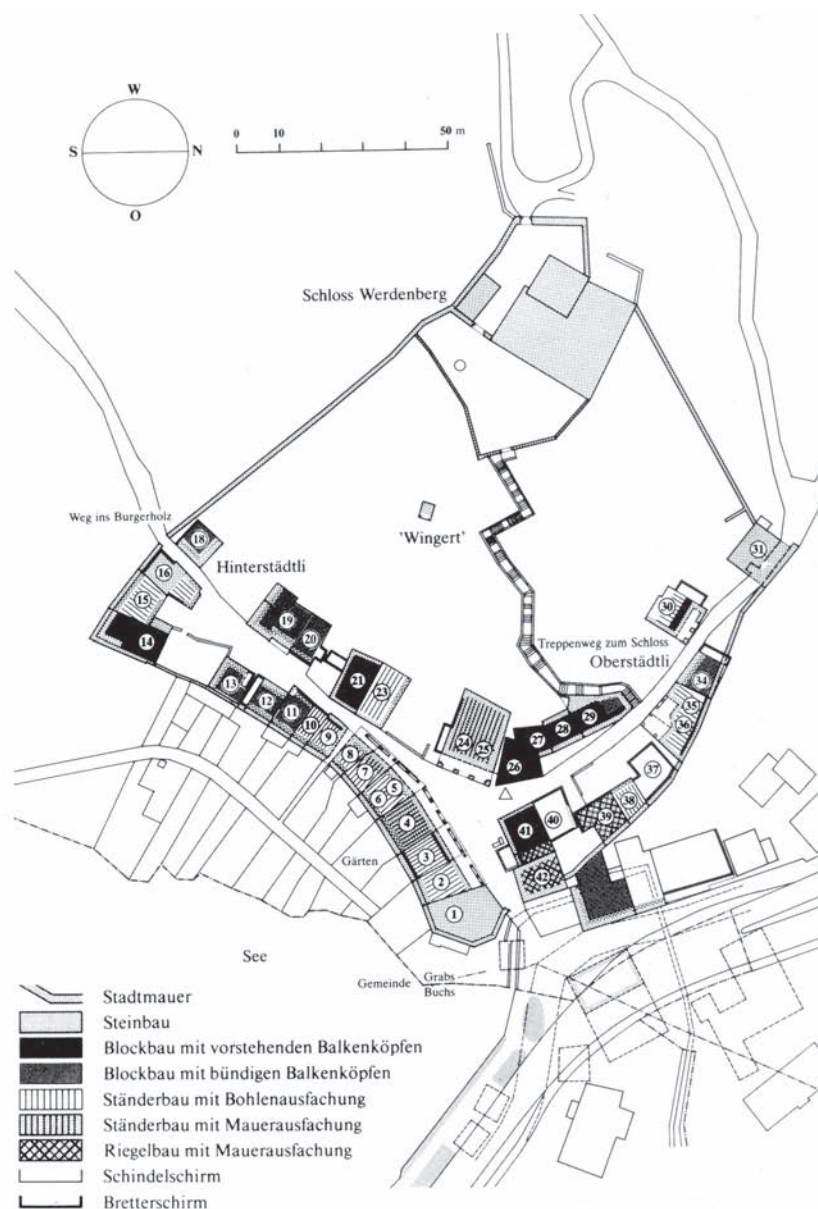 W
S N
O
0 10 50 m
Schloss Werdenberg
Weg ins Burgerholz
'Wingert'
31
18
Hinterstädtli
16
15
30
19
20
Treppenweg zum Schloss
Oberstädtli
14
13
21
23
34
12
11
10
9
29
28
27
35
36
24
25
26
8
7
5
6
37
38
4
41
40
39
3
Gärten
2
42
1
See
Gemeinde Grabs
Buchs
Stadtmauer
Steinbau
Blockbau mit vorstehenden Balkenköpfen
Blockbau mit bündigen Balkenköpfen
Ständerbau mit Bohlenausfachung
Ständerbau mit Mauerausfachung
Riegelbau mit Mauerausfachung
Schindelschirm
Bretterschirm